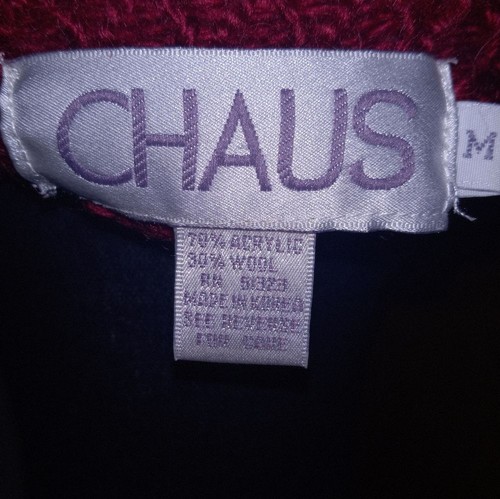 CHAUS
M
70% ACRYLIC
30% WOOL
RN 51323
MADE IN KOREA
SEE REVERSE
FOR CARE